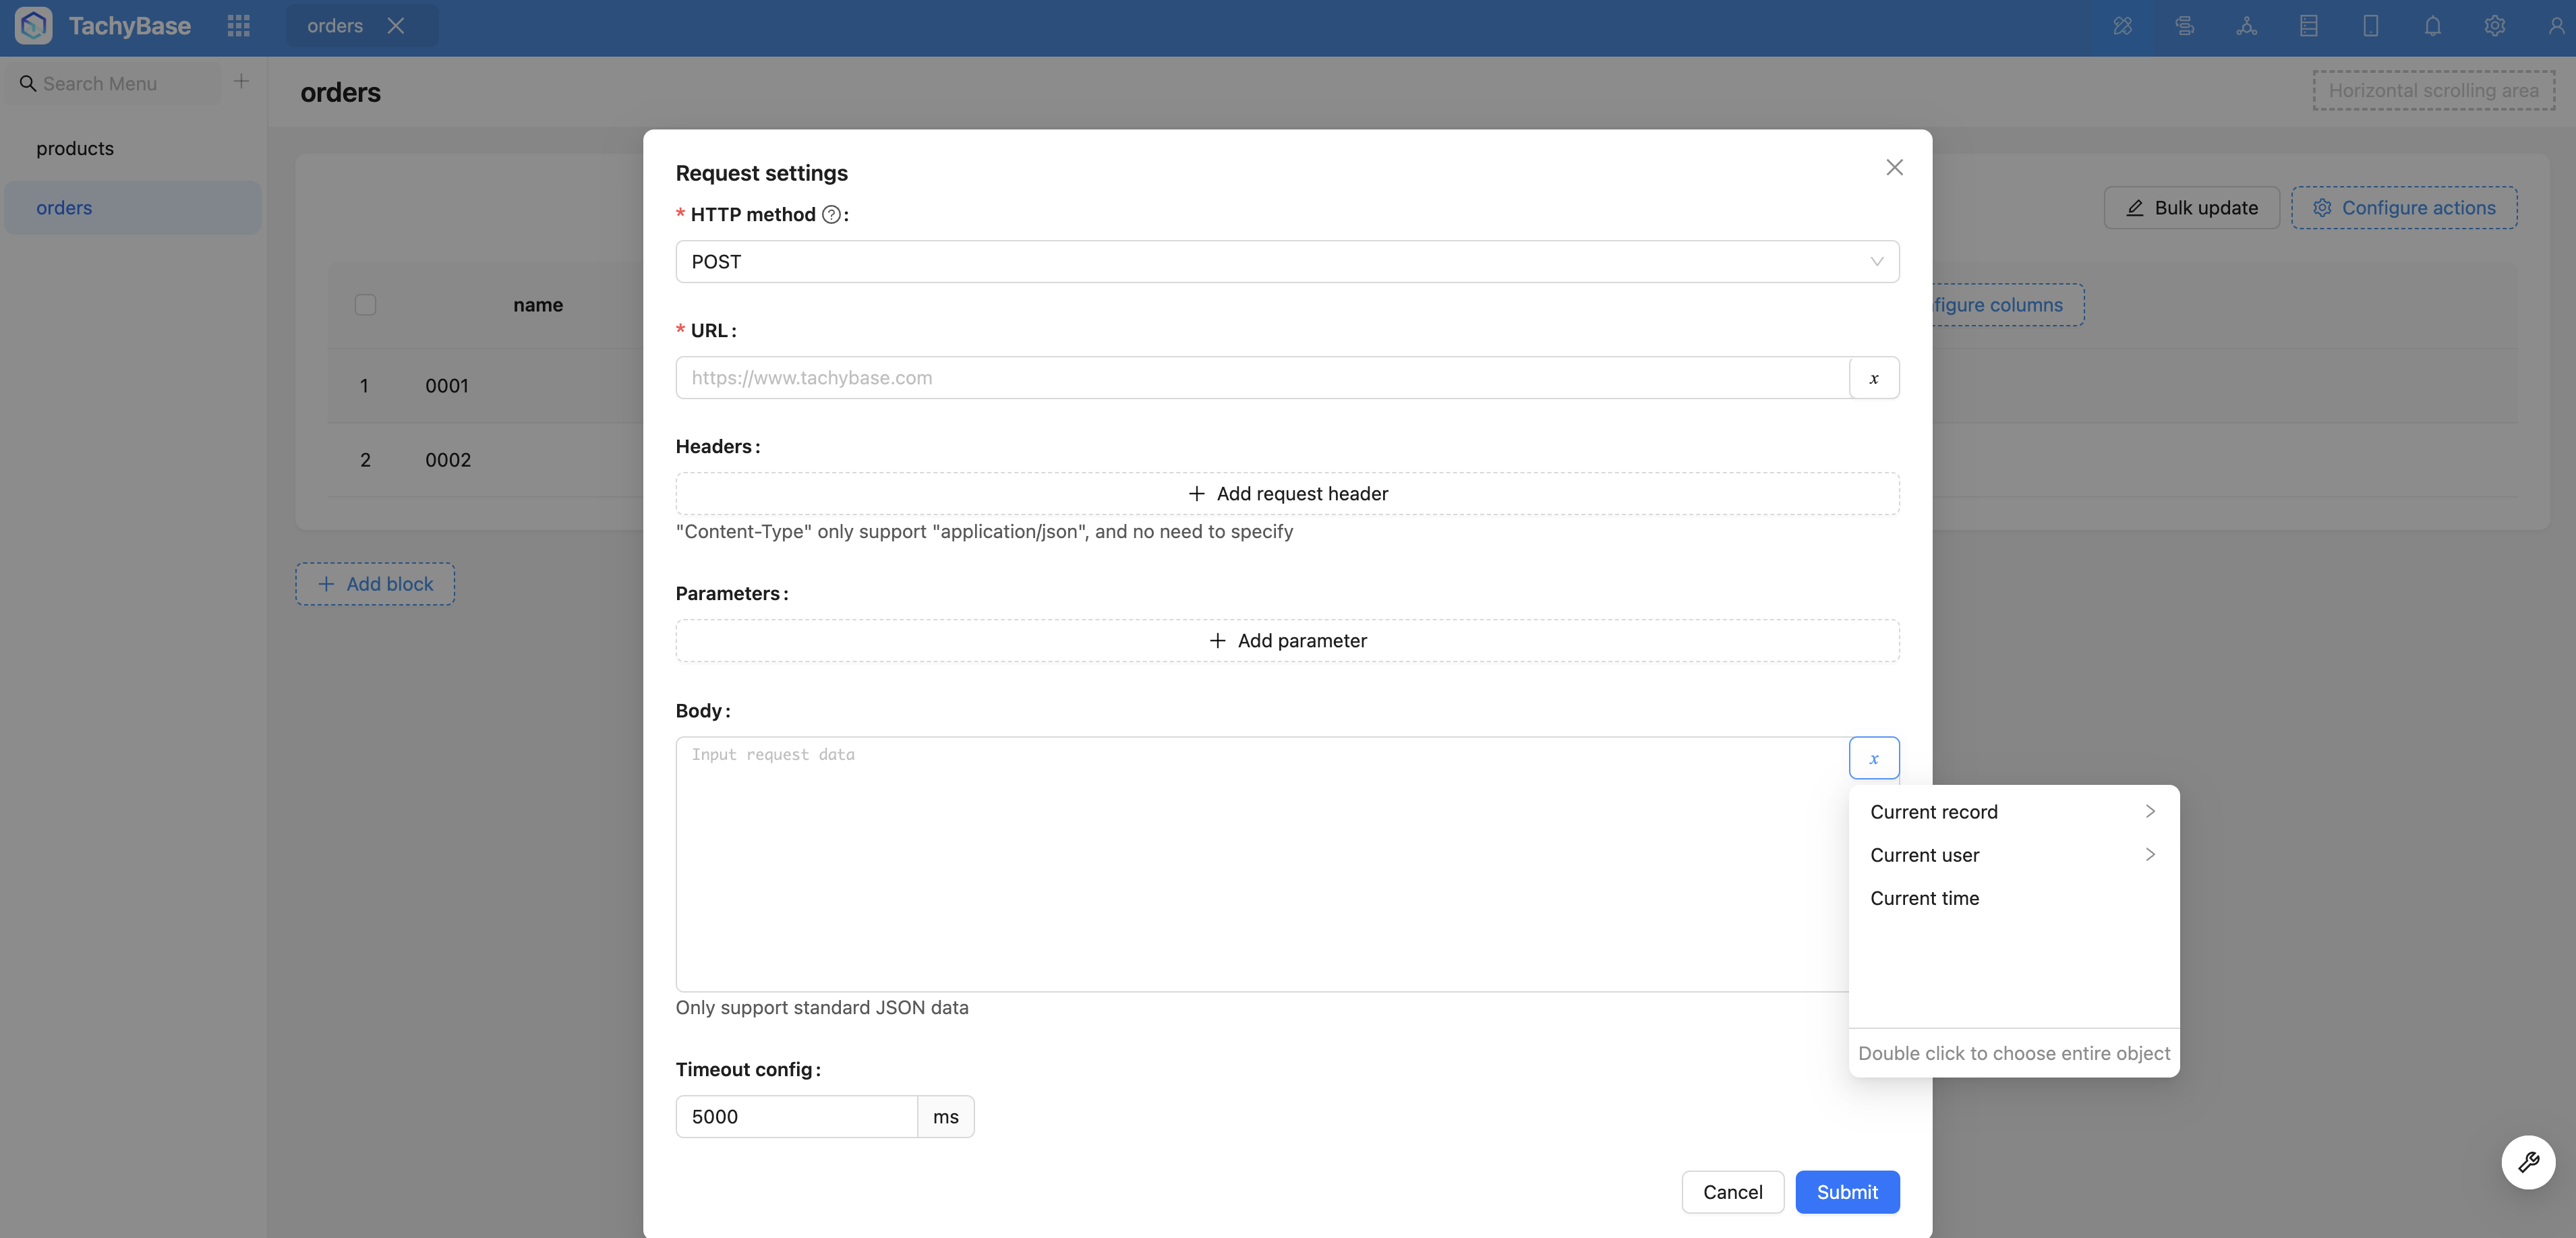 TachyBase
orders
Search Menu
products
orders
orders
Horizontal scrolling area
Bulk update
Configure actions
name
figure columns
1
0001
2
0002
Add block
Request settings
* HTTP method ? :
POST
* URL :
https://www.tachybase.com
x
Headers :
Add request header
"Content-Type" only support "application/json", and no need to specify
Parameters :
Add parameter
Body :
Input request data
x
Current record
Current user
Current time
Double click to choose entire object
Only support standard JSON data
Timeout config :
5000
ms
Cancel
Submit